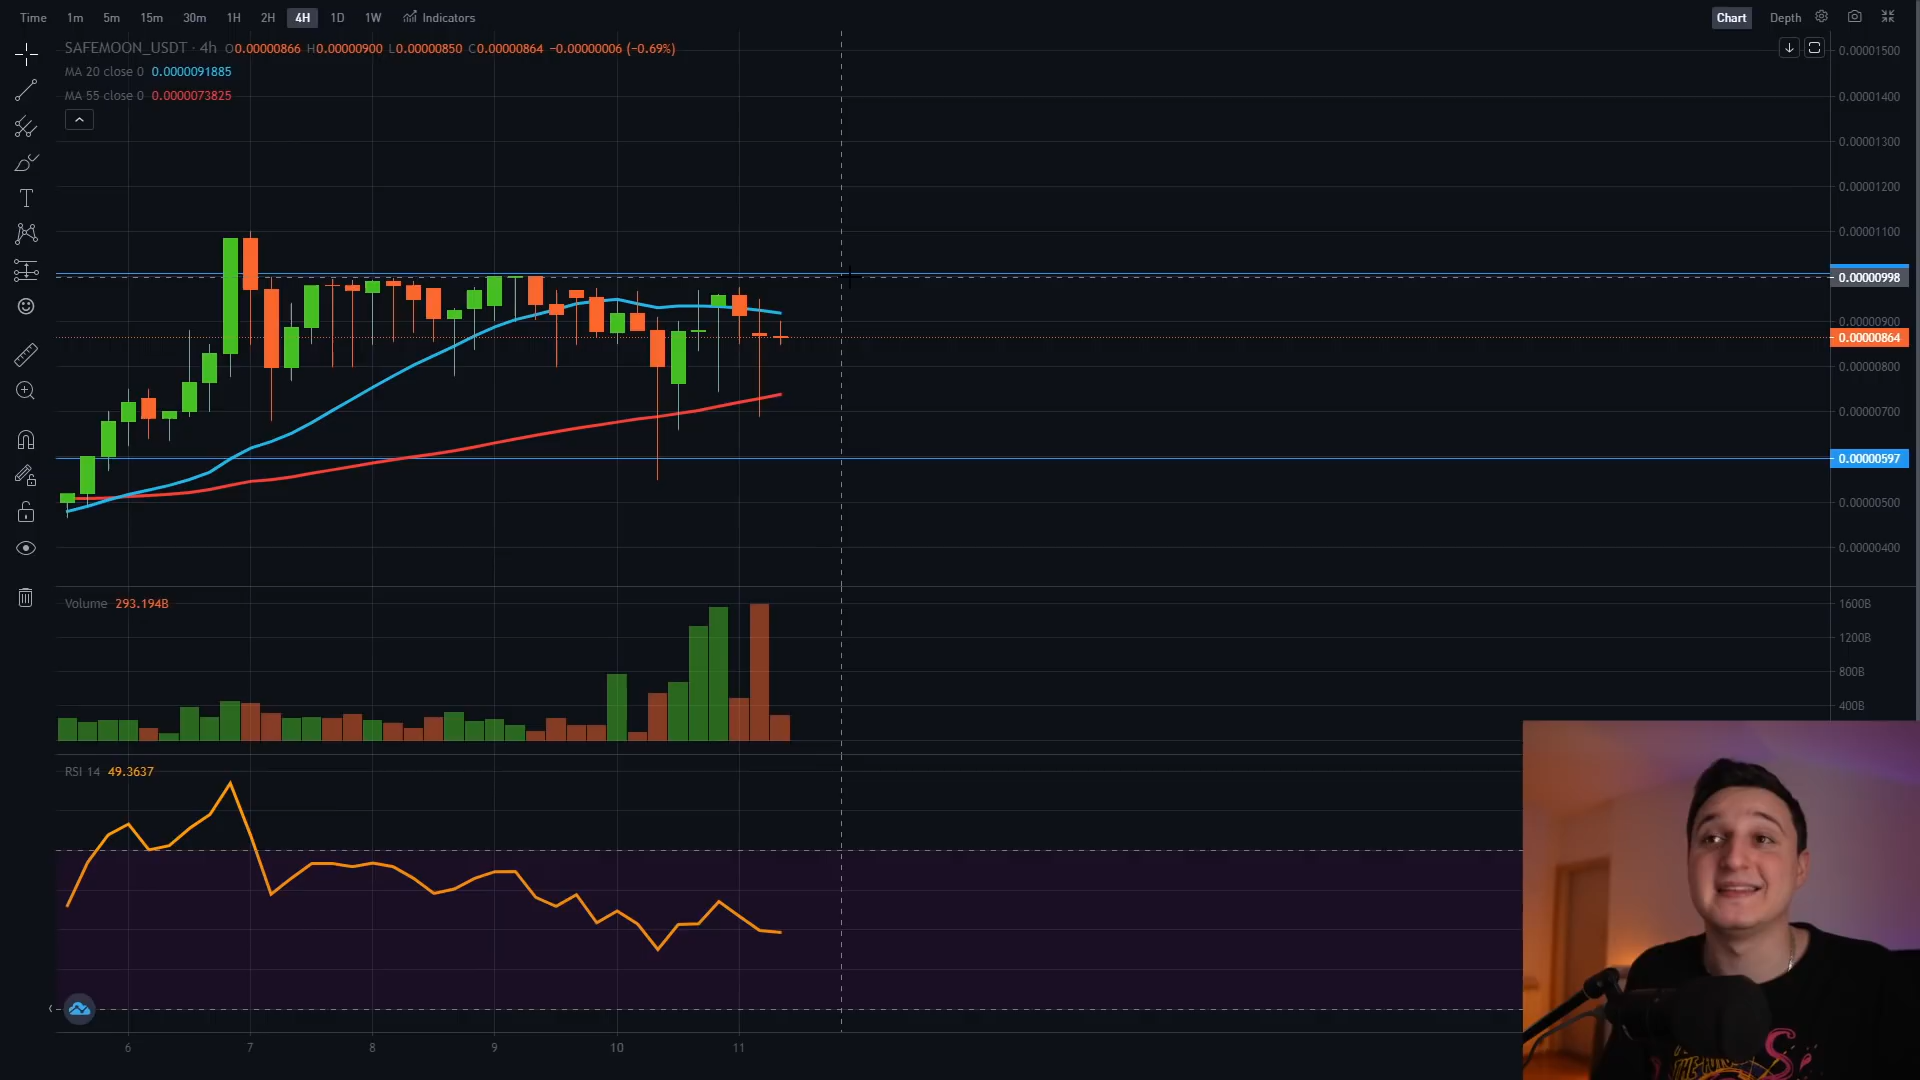 Time 1m 5m 15m 30m 1H 2H 4H 1D 1W Indicators Chart Depth
SAFEMOON_USDT · 4h O0.00000866 H0.00000900 L0.00000850 C0.00000864 −0.00000006 (−0.69%)
MA 20 close 0 0.0000091885
MA 55 close 0 0.0000073825
0.00001500
0.00001400
0.00001300
0.00001200
0.00001100
0.00000998
0.00000900
0.00000864
0.00000800
0.00000700
0.00000597
0.00000500
0.00000400
Volume 293.194B
1600B
1200B
800B
400B
RSI 14 49.3637
6 7 8 9 10 11